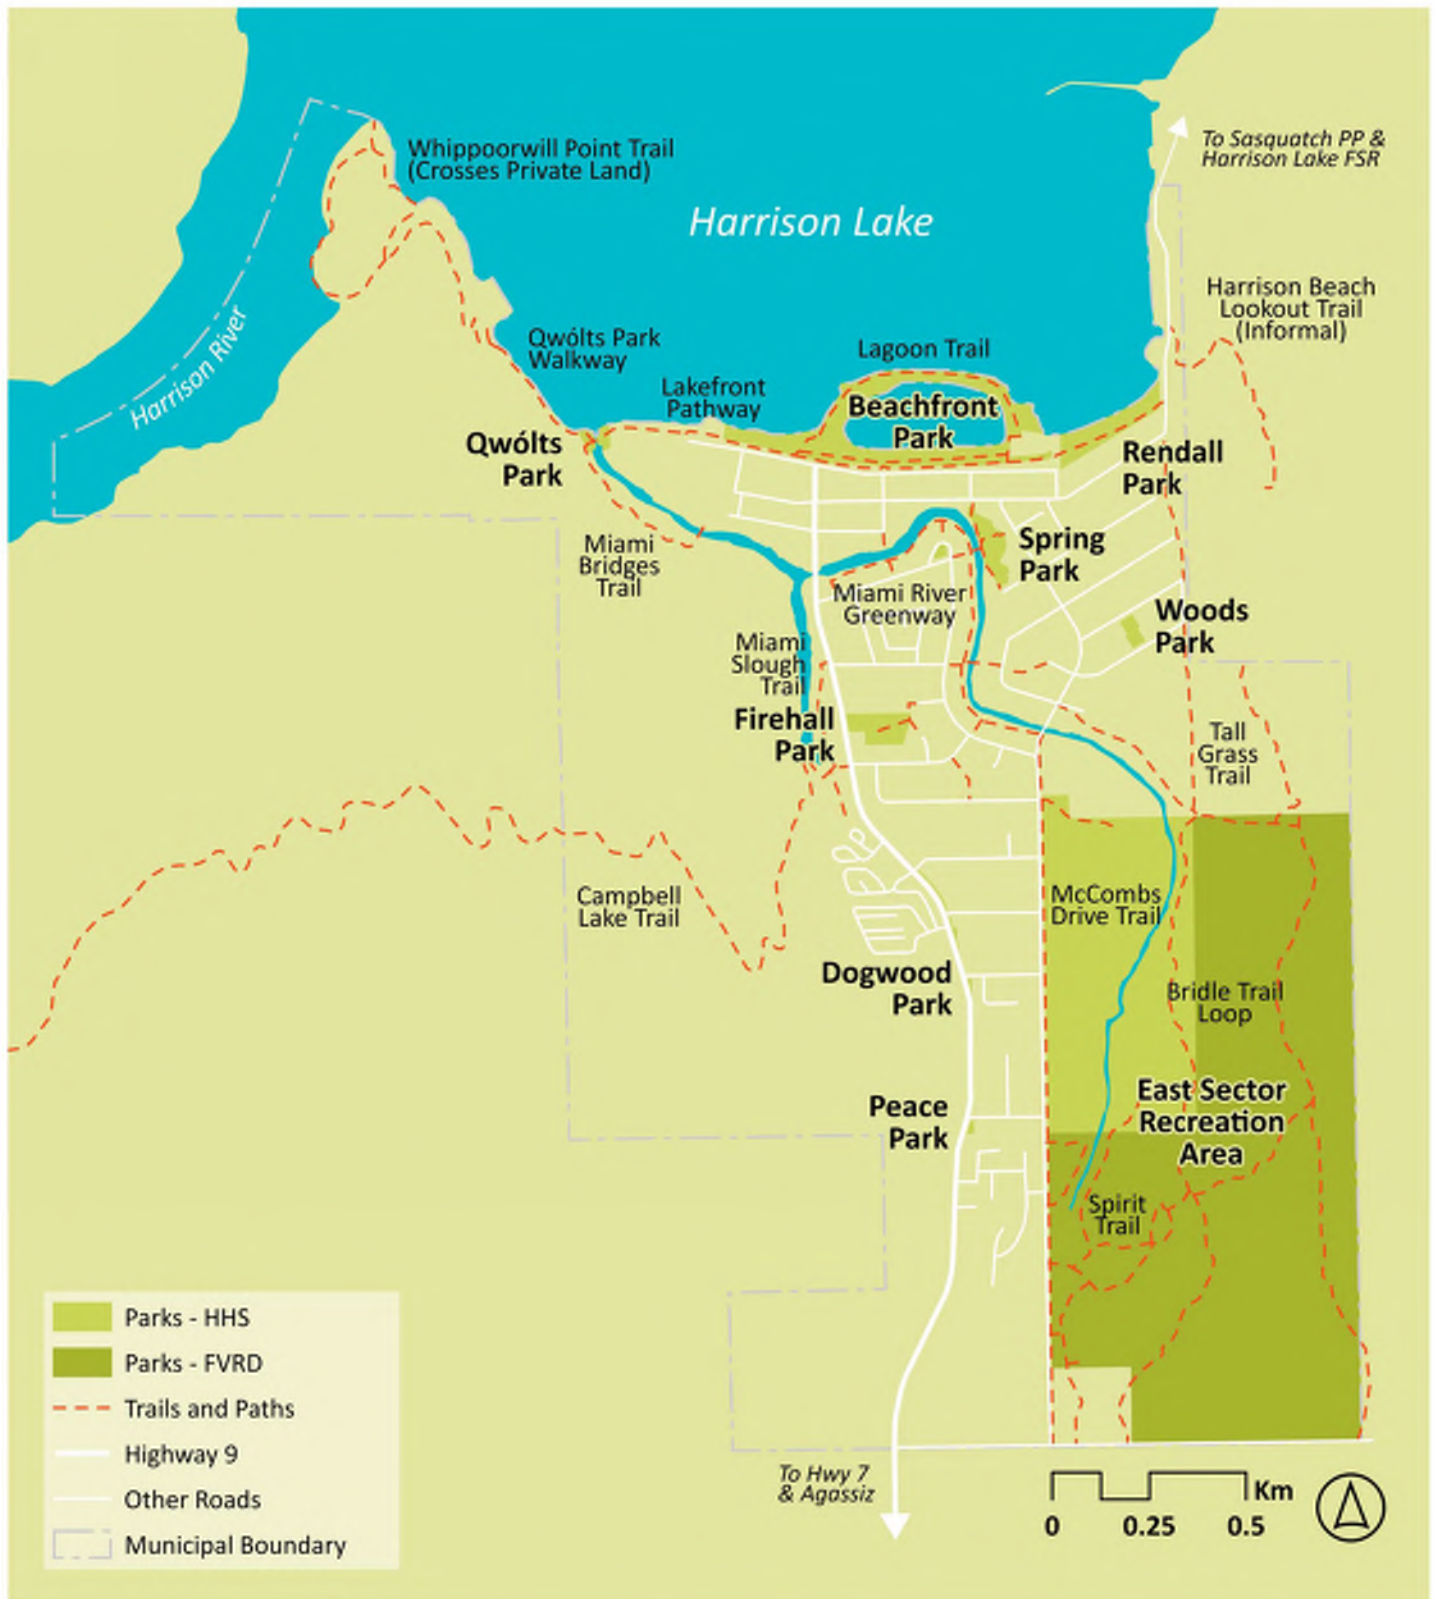 Whippoorwill Point Trail
(Crosses Private Land)
To Sasquatch PP &
Harrison Lake FSR
Harrison Lake
Harrison River
Harrison Beach
Lookout Trail
(Informal)
Qwólts Park
Walkway
Lagoon Trail
Lakefront
Pathway
Beachfront
Park
Qwólts
Park
Rendall
Park
Miami
Bridges
Trail
Spring
Park
Miami River
Greenway
Woods
Park
Miami
Slough
Trail
Firehall
Park
Tall
Grass
Trail
Campbell
Lake Trail
McCombs
Drive Trail
Dogwood
Park
Bridle Trail
Loop
Peace
Park
East Sector
Recreation
Area
Spirit
Trail
Parks - HHS
Parks - FVRD
Trails and Paths
Highway 9
Other Roads
Municipal Boundary
To Hwy 7
& Agassiz
Km
0 0.25 0.5